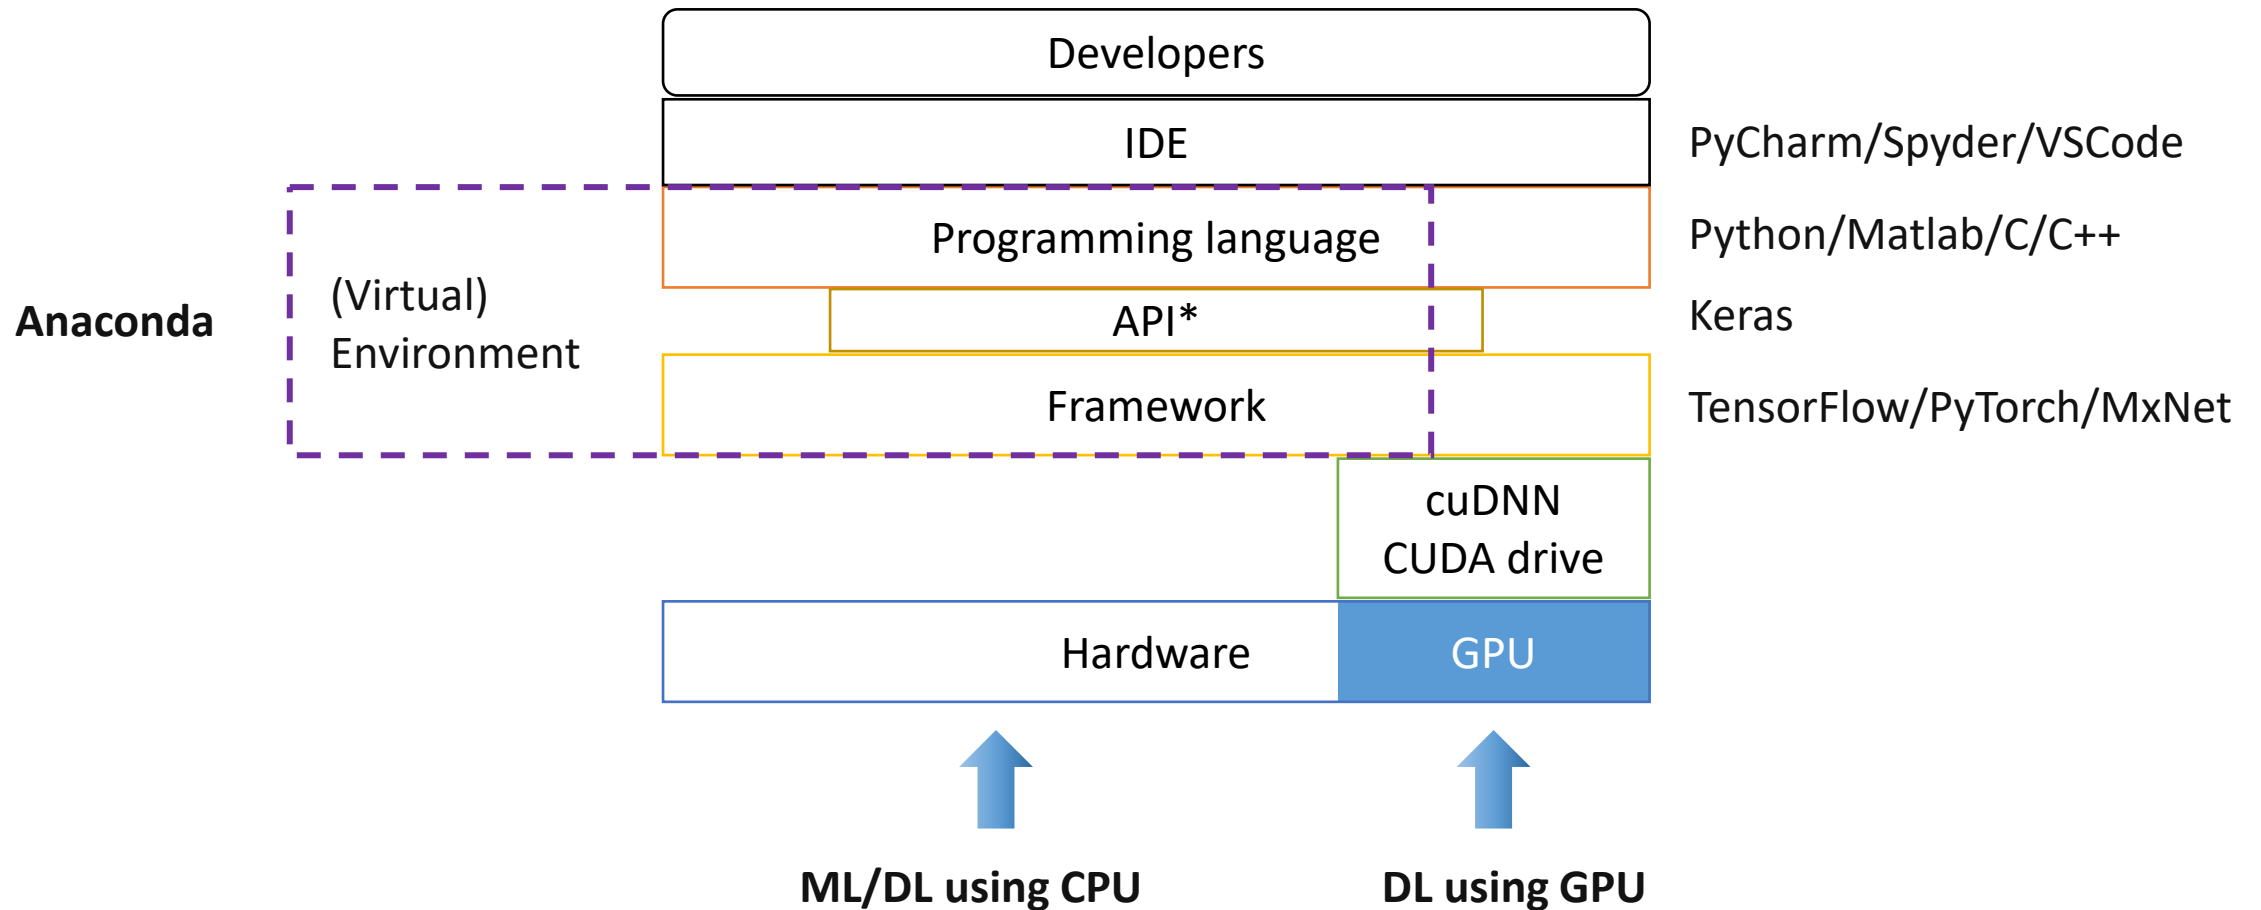 Developers
IDE
PyCharm/Spyder/VSCode
Programming language
Python/Matlab/C/C++
Anaconda
(Virtual)
Environment
API*
Keras
Framework
TensorFlow/PyTorch/MxNet
cuDNN
CUDA drive
Hardware
GPU
ML/DL using CPU
DL using GPU